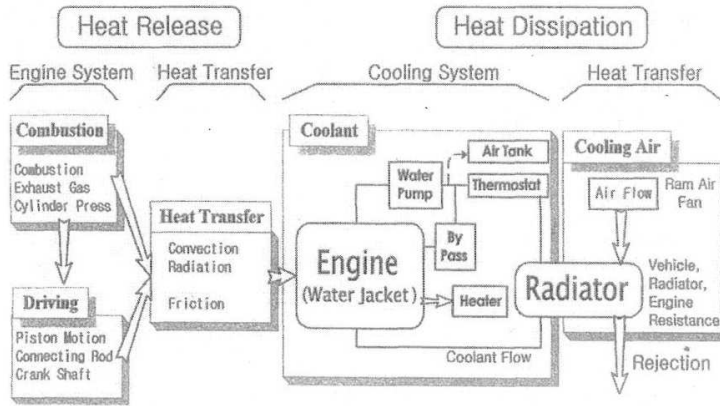 Heat Release
Heat Dissipation
Engine System
Heat Transfer
Cooling System
Heat Transfer
Combustion
Combustion
Exhaust Gas
Cylinder Press
Driving
Piston Motion
Connecting Rod
Crank Shaft
Heat Transfer
Convection
Radiation
Friction
Coolant
Water
Pump
Air Tank
Thermostat
By
Pass
Engine
(Water Jacket)
Heater
Coolant Flow
Cooling Air
Air Flow
Ram Air
Fan
Radiator
Vehicle,
Radiator,
Engine
Resistance
Rejection